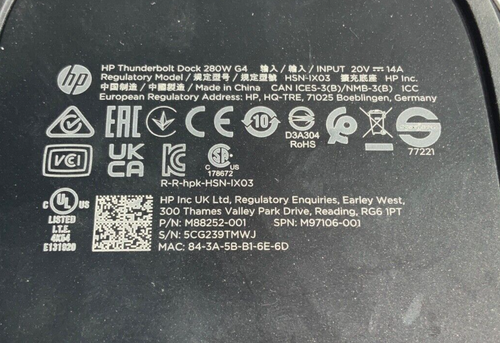 hp
HP Thunderbolt Dock 280W G4 输入 / 輸入 / INPUT 20V ⎓ 14A
Regulatory Model / 规定型号 / 規定型號 HSN-IX03 擴充底座 HP Inc.
中国制造 / 中國製造 / Made in China CAN ICES-3(B)/NMB-3(B) ICC
European Regulatory Address: HP, HQ-TRE, 71025 Boeblingen, Germany
EAC CE 10 D3A304 RoHS 77221
VCI UK CA C US 178672
R-R-hpk-HSN-IX03
C UL US LISTED I.T.E. 4X54 E131020
HP Inc UK Ltd, Regulatory Enquiries, Earley West,
300 Thames Valley Park Drive, Reading, RG6 1PT
P/N: M88252-001 SPN: M97106-001
S/N: 5CG239TMWJ
MAC: 84-3A-5B-B1-6E-6D